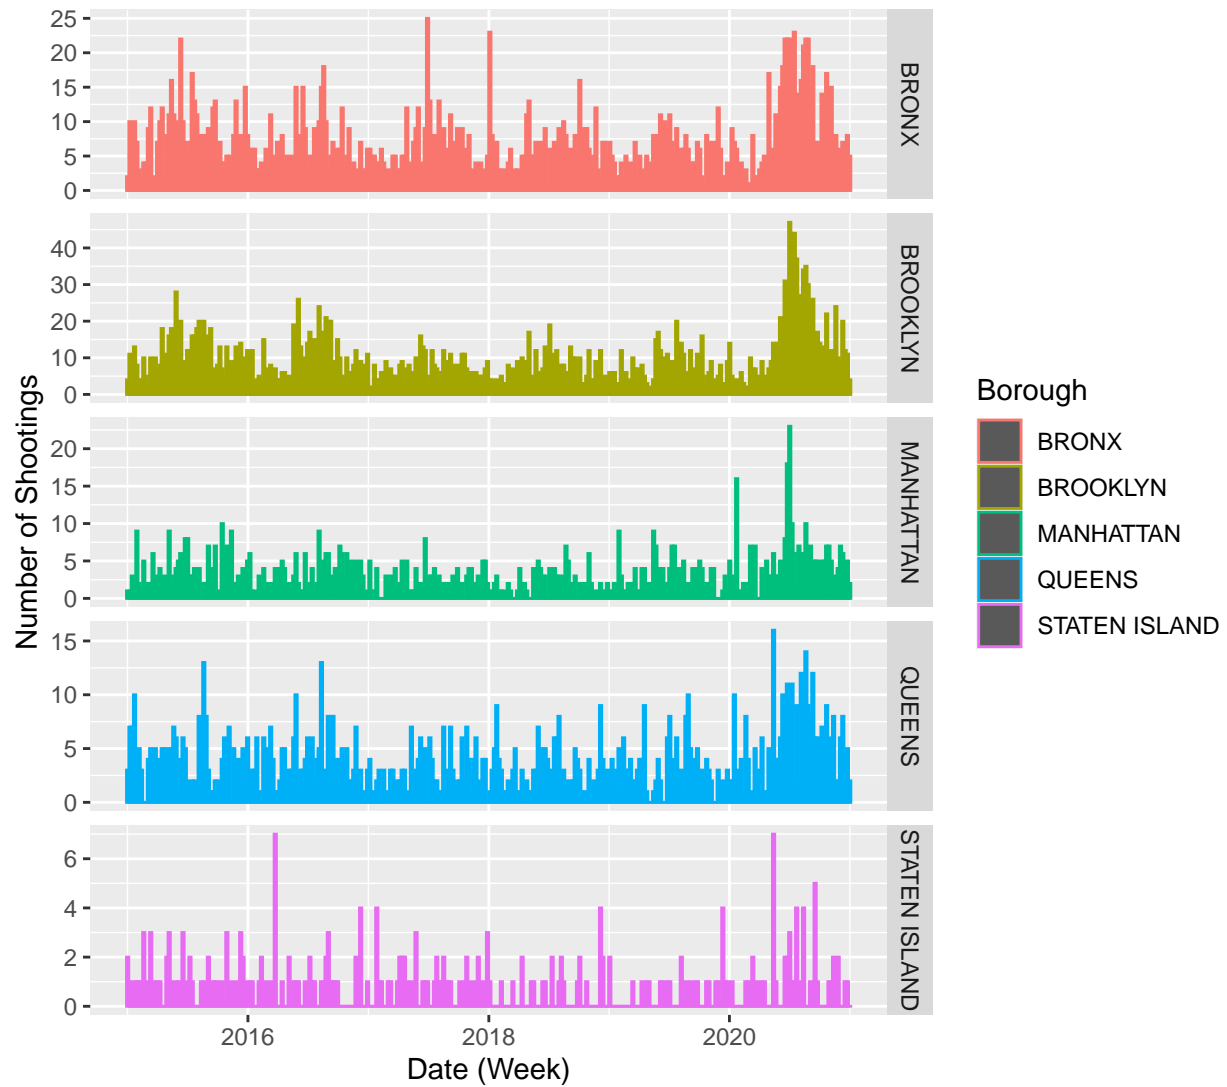 Number of Shootings
25
20
15
10
5
0
BRONX
40
30
20
10
0
BROOKLYN
20
15
10
5
0
MANHATTAN
15
10
5
0
QUEENS
6
4
2
0
STATEN ISLAND
2016
2018
2020
Date (Week)
Borough
BRONX
BROOKLYN
MANHATTAN
QUEENS
STATEN ISLAND